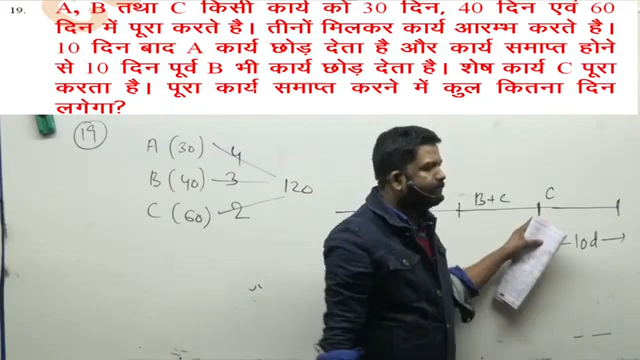 19. A, B तथा C किसी कार्य को 30 दिन, 40 दिन एवं 60
दिन में पूरा करते है। तीनों मिलकर कार्य आरम्भ करते है।
10 दिन बाद A कार्य छोड़ देता है और कार्य समाप्त होने
से 10 दिन पूर्व B भी कार्य छोड़ देता है। शेष कार्य C पूरा
करता है। पूरा कार्य समाप्त करने में कुल कितना दिन
लगेगा?
19
A (30) 4
B (40) 3 120
C (60) 2
B+C C
10d